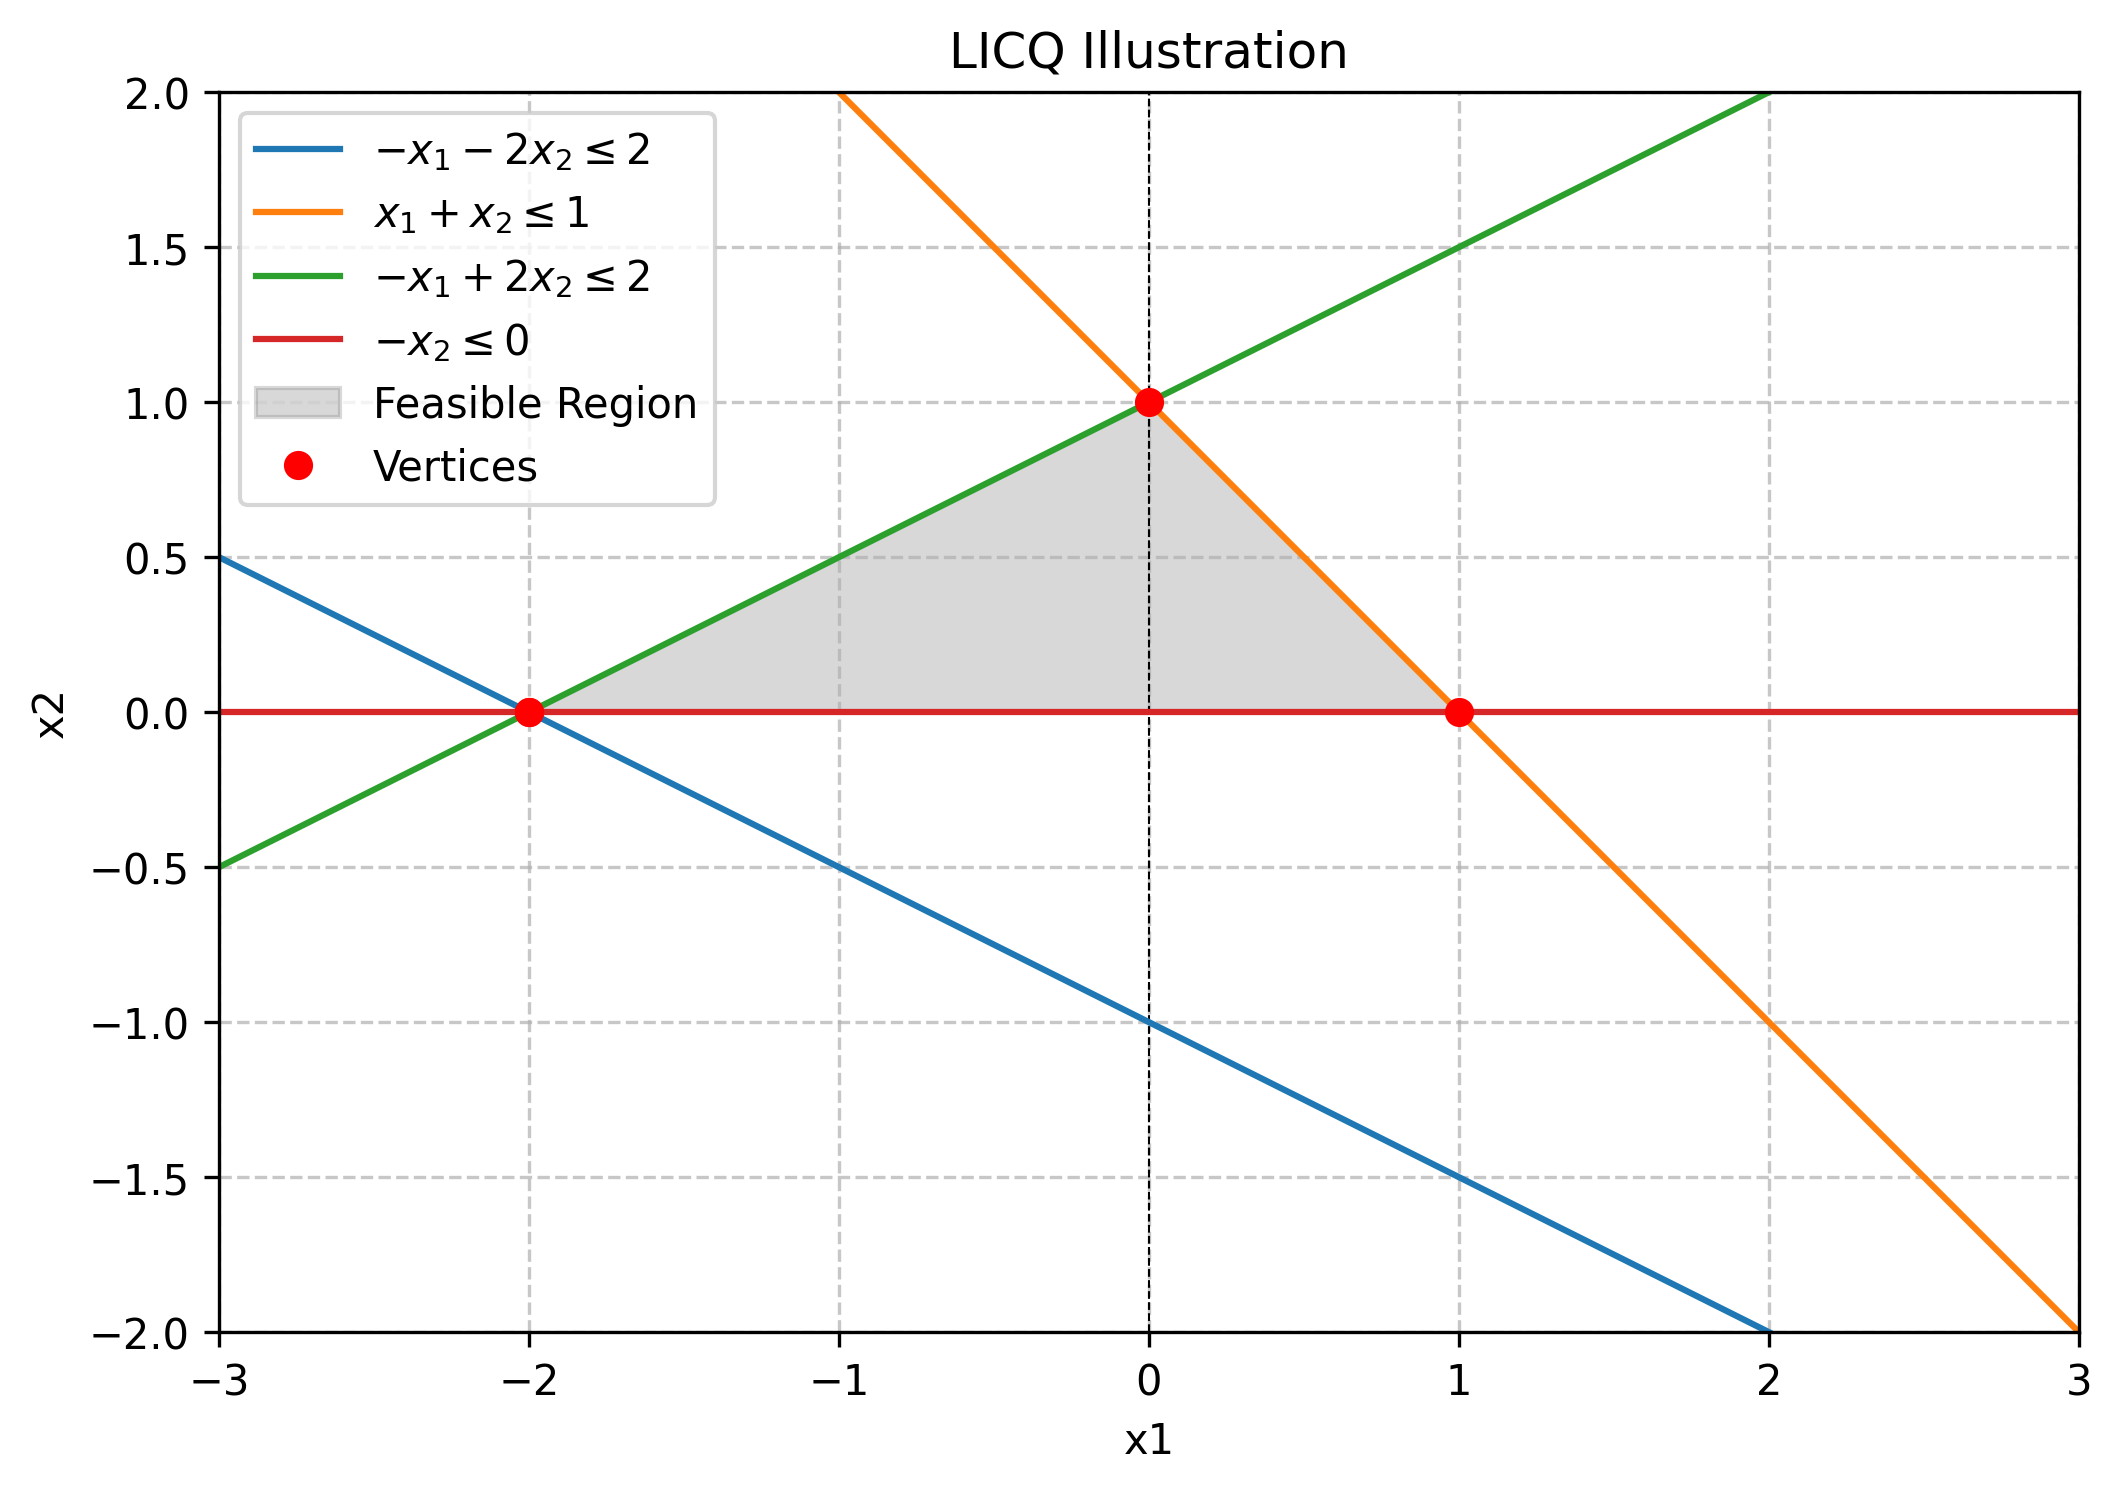 LICQ Illustration
2.0
1.5
1.0
0.5
0.0
−0.5
−1.0
−1.5
−2.0
x2
−x₁ − 2x₂ ≤ 2
x₁ + x₂ ≤ 1
−x₁ + 2x₂ ≤ 2
−x₂ ≤ 0
Feasible Region
Vertices
−3 −2 −1 0 1 2 3
x1